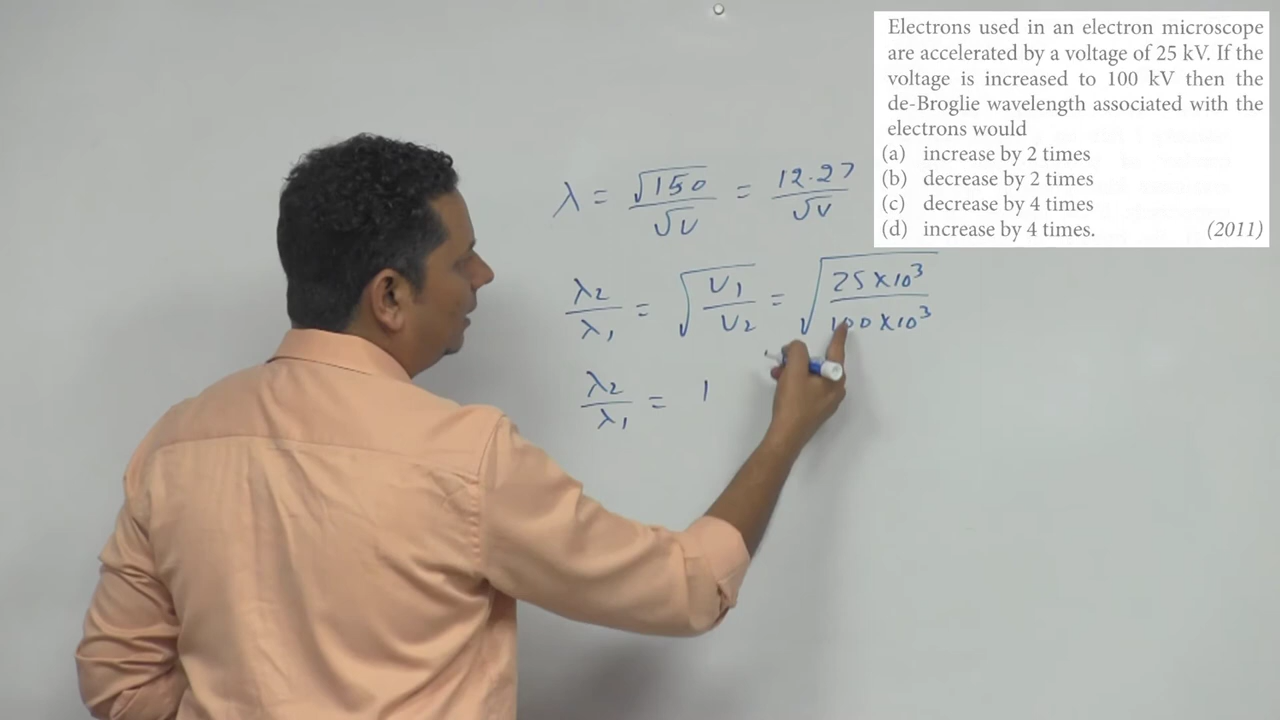 Electrons used in an electron microscope
are accelerated by a voltage of 25 kV. If the
voltage is increased to 100 kV then the
de-Broglie wavelength associated with the
electrons would
(a) increase by 2 times
(b) decrease by 2 times
(c) decrease by 4 times
(d) increase by 4 times. (2011)
λ = √150 / √V = 12.27 / √V
λ2 / λ1 = √(V1 / V2) = √(25×10³ / 100×10³)
λ2 / λ1 = 1